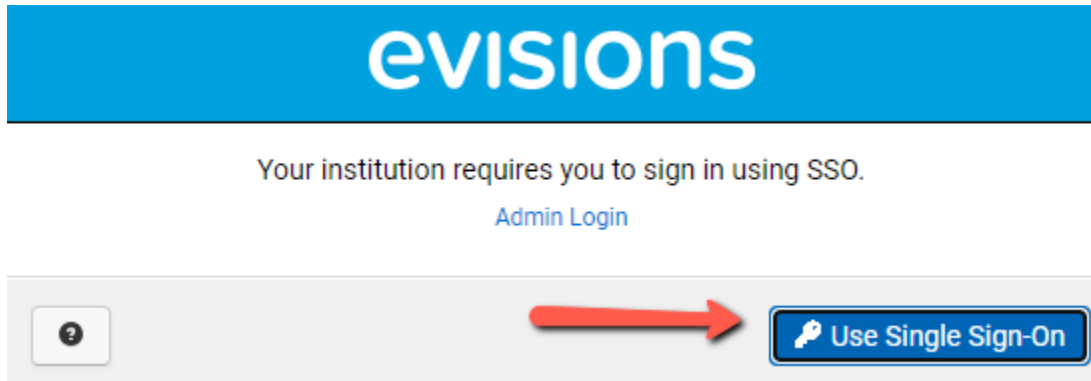 evisions
Your institution requires you to sign in using SSO.
Admin Login
?
Use Single Sign-On